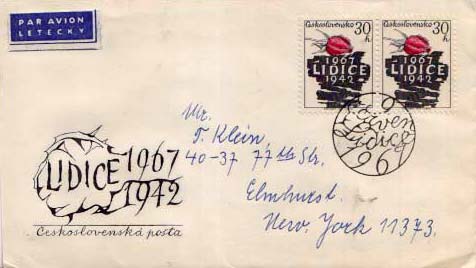 PAR AVION
LETECKY
Československo 30 h
1967
LIDICE
1942
Československo 30 h
1967
LIDICE
1942
Mr.
T. Klein,
40-37 77th Str.
Elmhurst.
New York 11373.
LIDICE 1967
1942
Československá pošta